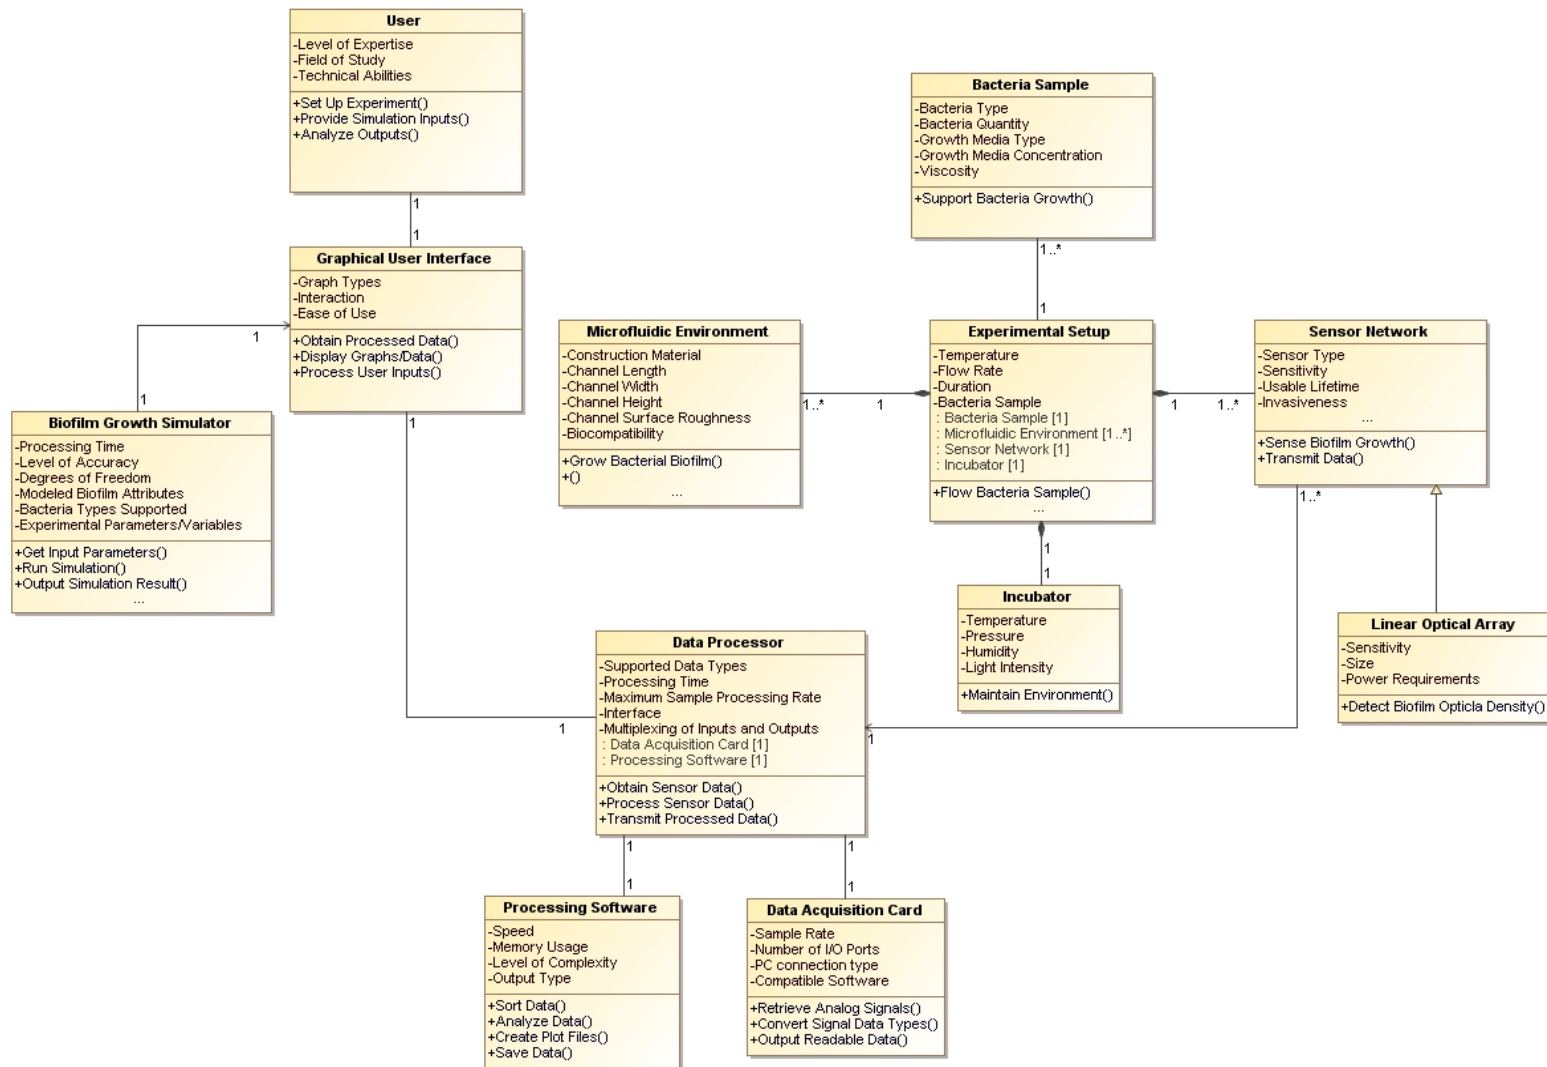 User
-Level of Expertise
-Field of Study
-Technical Abilities
+Set Up Experiment()
+Provide Simulation Inputs()
+Analyze Outputs()
1
1
Graphical User Interface
-Graph Types
-Interaction
-Ease of Use
+Obtain Processed Data()
+Display Graphs/Data()
+Process User Inputs()
1
1
1
Biofilm Growth Simulator
-Processing Time
-Level of Accuracy
-Degrees of Freedom
-Modeled Biofilm Attributes
-Bacteria Types Supported
-Experimental Parameters/Variables
+Get Input Parameters()
+Run Simulation()
+Output Simulation Result()
...
Bacteria Sample
-Bacteria Type
-Bacteria Quantity
-Growth Media Type
-Growth Media Concentration
-Viscosity
+Support Bacteria Growth()
1..*
1
Microfluidic Environment
-Construction Material
-Channel Length
-Channel Width
-Channel Height
-Channel Surface Roughness
-Biocompatibility
+Grow Bacterial Biofilm()
+()
...
1..*
1
Experimental Setup
-Temperature
-Flow Rate
-Duration
-Bacteria Sample
: Bacteria Sample [1]
: Microfluidic Environment [1..*]
: Sensor Network [1]
: Incubator [1]
+Flow Bacteria Sample()
...
1
1..*
Sensor Network
-Sensor Type
-Sensitivity
-Usable Lifetime
-Invasiveness
...
+Sense Biofilm Growth()
+Transmit Data()
1..*
1
1
Incubator
-Temperature
-Pressure
-Humidity
-Light Intensity
+Maintain Environment()
Linear Optical Array
-Sensitivity
-Size
-Power Requirements
+Detect Biofilm Opticla Density()
Data Processor
-Supported Data Types
-Processing Time
-Maximum Sample Processing Rate
-Interface
-Multiplexing of Inputs and Outputs
: Data Acquisition Card [1]
: Processing Software [1]
+Obtain Sensor Data()
+Process Sensor Data()
+Transmit Processed Data()
1
1
1
1
1
1
Processing Software
-Speed
-Memory Usage
-Level of Complexity
-Output Type
+Sort Data()
+Analyze Data()
+Create Plot Files()
+Save Data()
Data Acquisition Card
-Sample Rate
-Number of I/O Ports
-PC connection type
-Compatible Software
+Retrieve Analog Signals()
+Convert Signal Data Types()
+Output Readable Data()